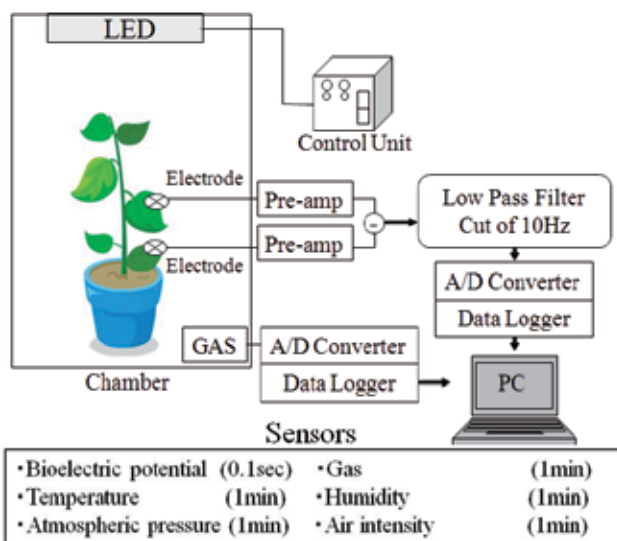 LED
Control Unit
Electrode
Pre-amp
Low Pass Filter
Cut of 10Hz
Pre-amp
-
Electrode
A/D Converter
Data Logger
GAS
A/D Converter
Data Logger
PC
Chamber
Sensors
・Bioelectric potential (0.1sec) ・Gas (1min)
・Temperature (1min) ・Humidity (1min)
・Atmospheric pressure (1min) ・Air intensity (1min)